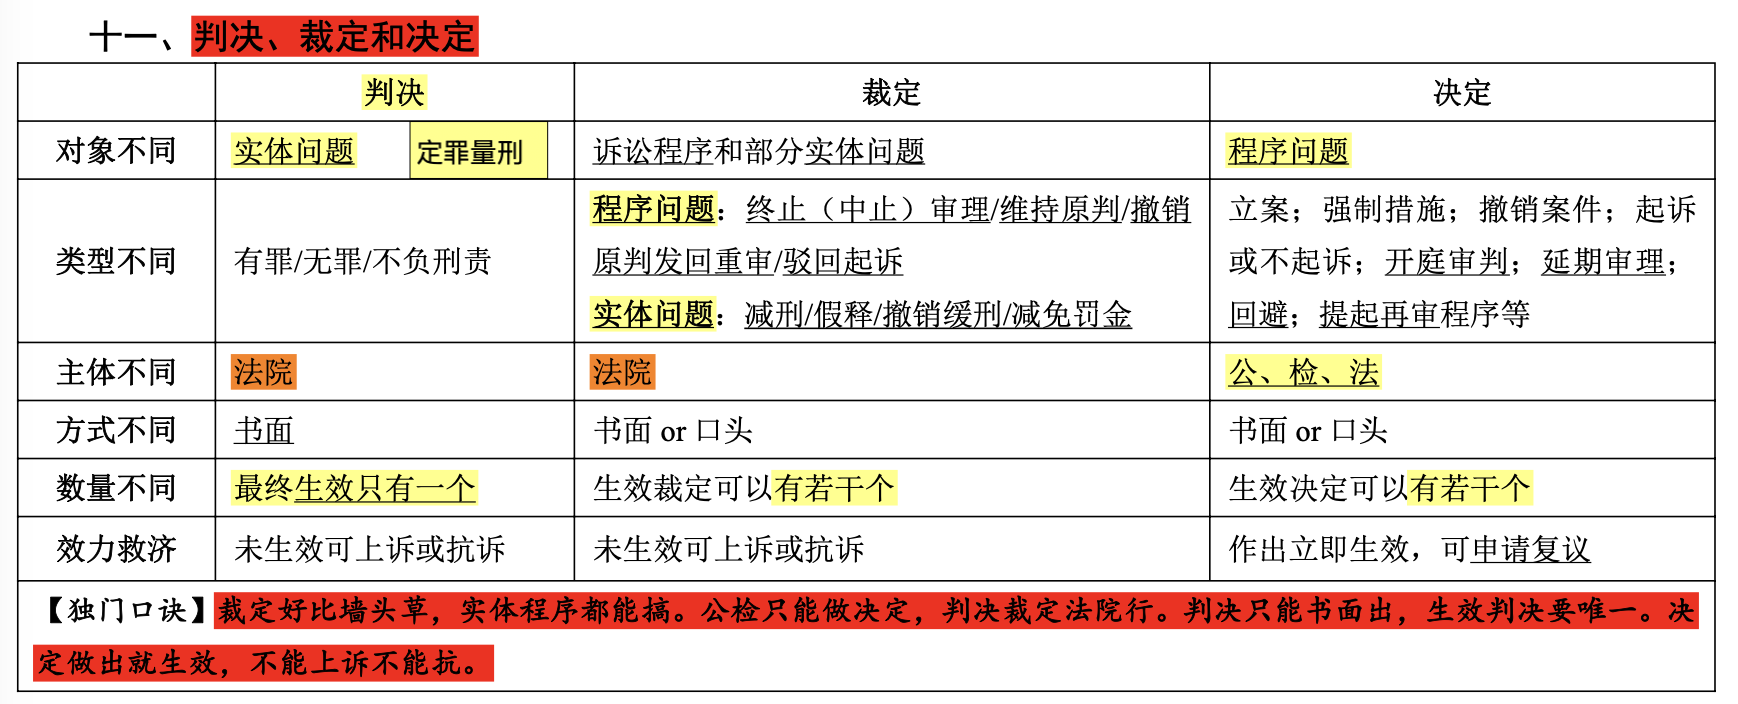 十一、判决、裁定和决定
判决 裁定 决定
对象不同 实体问题 定罪量刑 诉讼程序和部分实体问题 程序问题
类型不同 有罪/无罪/不负刑责
程序问题：终止（中止）审理/维持原判/撤销
原判发回重审/驳回起诉
实体问题：减刑/假释/撤销缓刑/减免罚金
立案；强制措施；撤销案件；起诉
或不起诉；开庭审判；延期审理；
回避；提起再审程序等
主体不同 法院 法院 公、检、法
方式不同 书面 书面 or 口头 书面 or 口头
数量不同 最终生效只有一个 生效裁定可以有若干个 生效决定可以有若干个
效力救济 未生效可上诉或抗诉 未生效可上诉或抗诉 作出立即生效，可申请复议
【独门口诀】裁定好比墙头草，实体程序都能搞。公检只能做决定，判决裁定法院行。判决只能书面出，生效判决要唯一。决
定做出就生效，不能上诉不能抗。